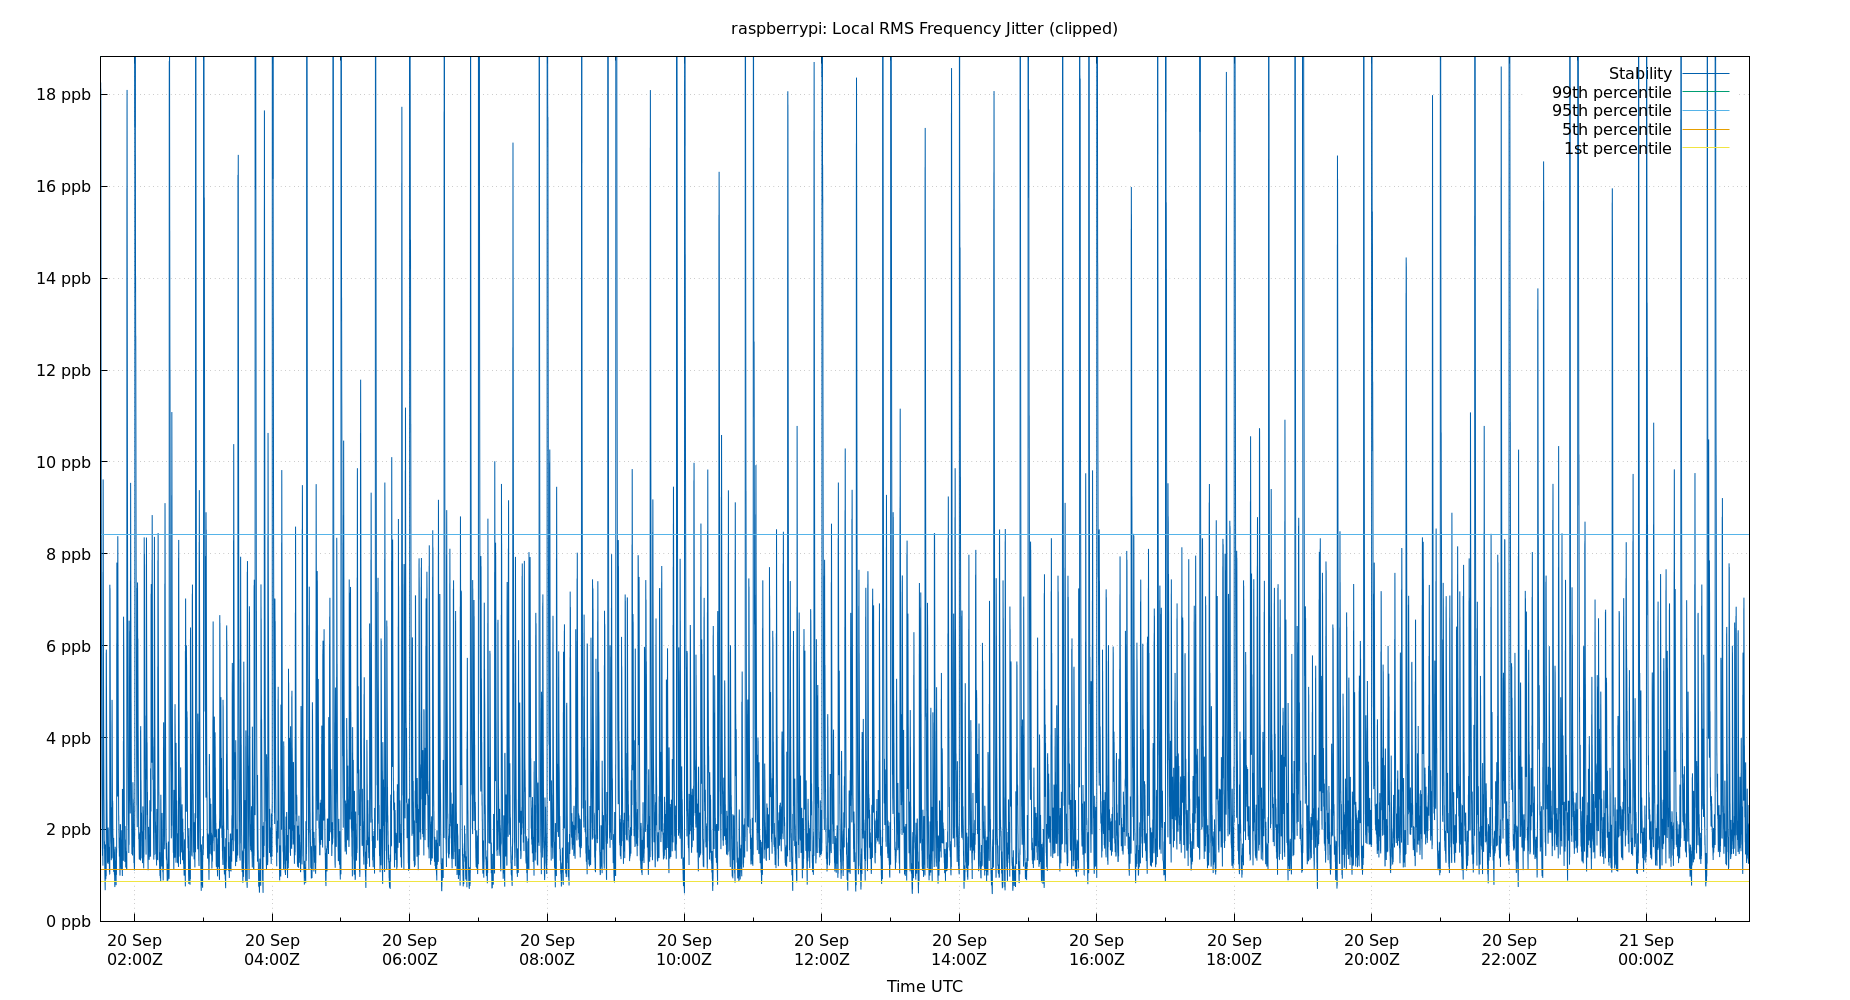 raspberrypi: Local RMS Frequency Jitter (clipped)
Stability
99th percentile
95th percentile
5th percentile
1st percentile
18 ppb
16 ppb
14 ppb
12 ppb
10 ppb
8 ppb
6 ppb
4 ppb
2 ppb
0 ppb
20 Sep 20 Sep 20 Sep 20 Sep 20 Sep 20 Sep 20 Sep 20 Sep 20 Sep 20 Sep 20 Sep 21 Sep
02:00Z 04:00Z 06:00Z 08:00Z 10:00Z 12:00Z 14:00Z 16:00Z 18:00Z 20:00Z 22:00Z 00:00Z
Time UTC